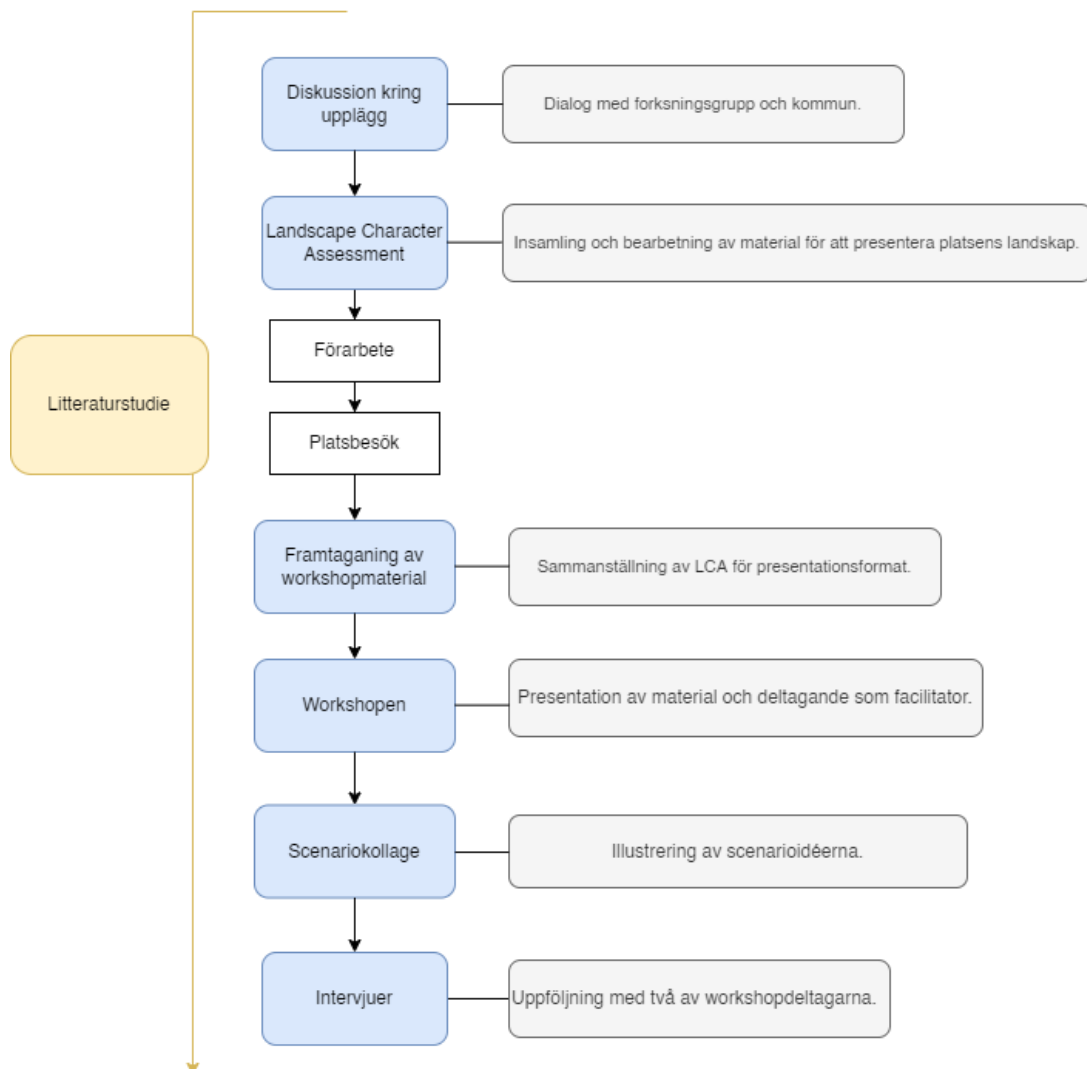 Diskussion kring
upplägg
Dialog med forksningsgrupp och kommun.
Landscape Character
Assessment
Insamling och bearbetning av material för att presentera platsens landskap.
Förarbete
Litteraturstudie
Platsbesök
Framtaganing av
workshopmaterial
Sammanställning av LCA för presentationsformat.
Workshopen
Presentation av material och deltagande som facilitator.
Scenariokollage
Illustrering av scenarioidéerna.
Intervjuer
Uppföljning med två av workshopdeltagarna.